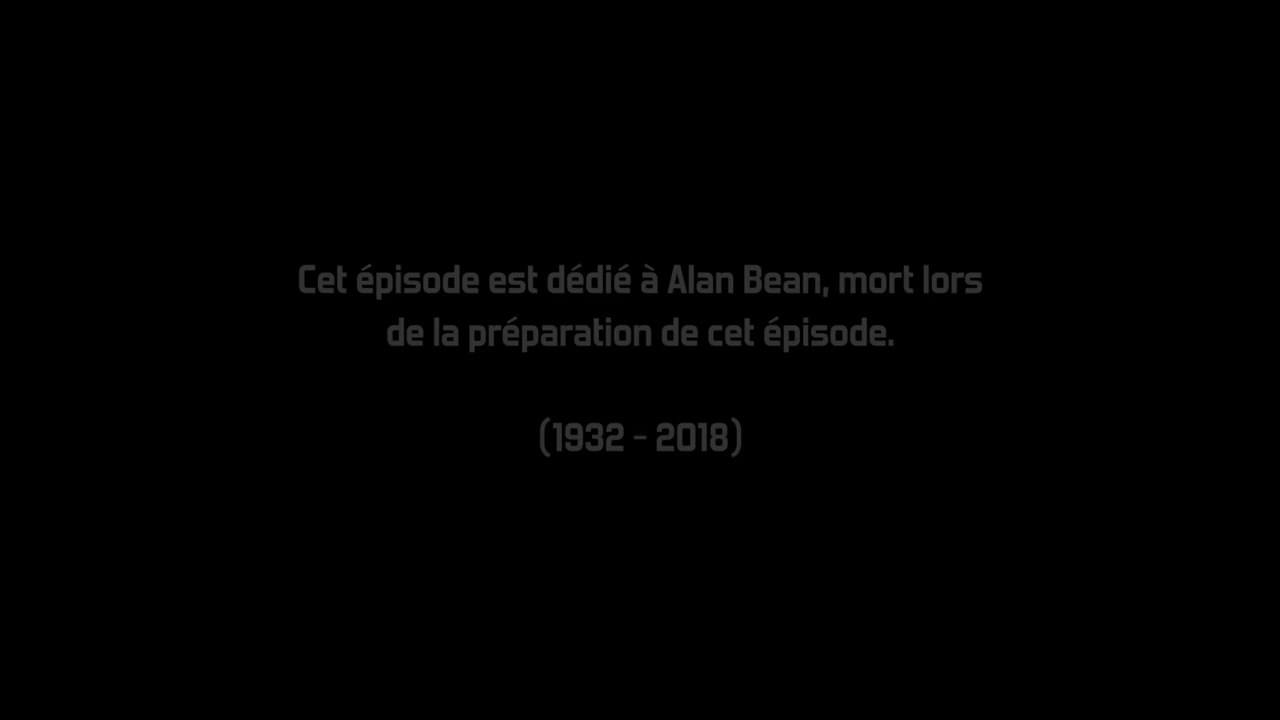 Cet épisode est dédié à Alan Bean, mort lors
de la préparation de cet épisode.
(1932 - 2018)